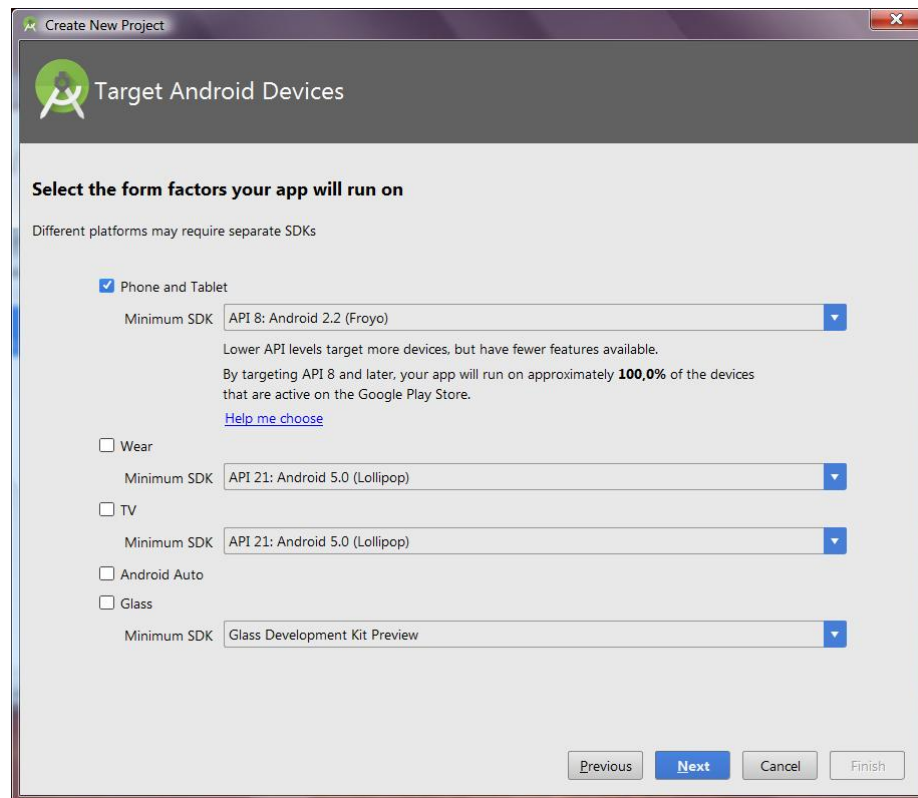 Create New Project
Target Android Devices
Select the form factors your app will run on
Different platforms may require separate SDKs
Phone and Tablet
Minimum SDK API 8: Android 2.2 (Froyo)
Lower API levels target more devices, but have fewer features available.
By targeting API 8 and later, your app will run on approximately 100,0% of the devices
that are active on the Google Play Store.
Help me choose
Wear
Minimum SDK API 21: Android 5.0 (Lollipop)
TV
Minimum SDK API 21: Android 5.0 (Lollipop)
Android Auto
Glass
Minimum SDK Glass Development Kit Preview
Previous Next Cancel Finish